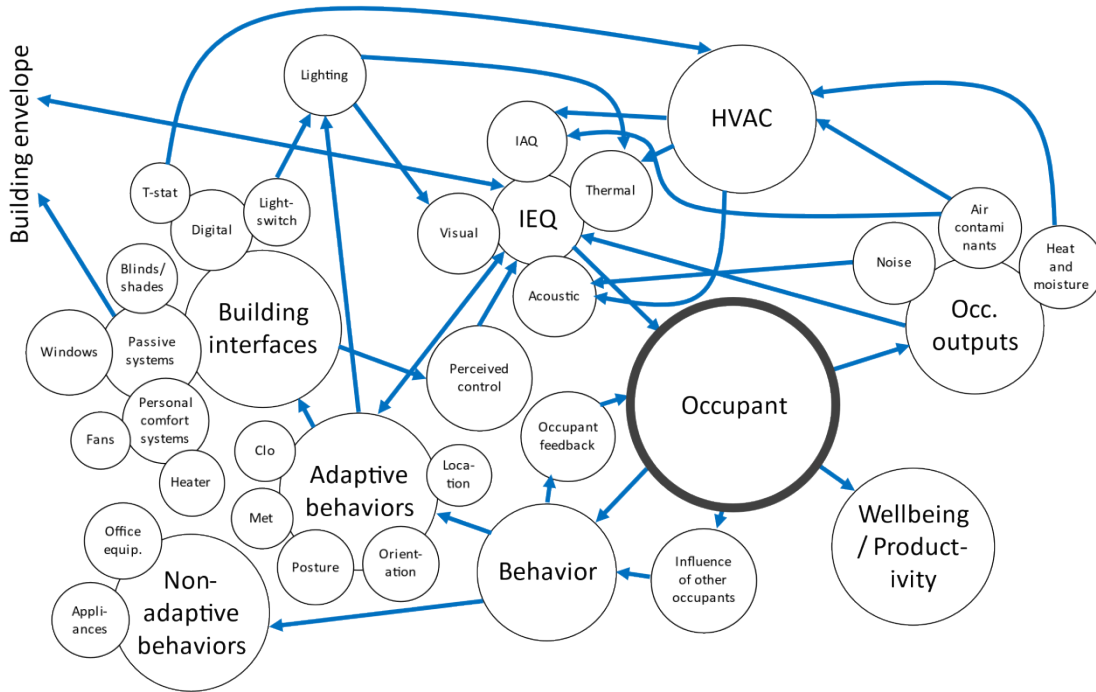 Building envelope
Lighting
HVAC
IAQ
Thermal
T-stat
Light-
switch
Digital
Visual
IEQ
Air
contami
nants
Heat and
moisture
Noise
Blinds/
shades
Acoustic
Building
interfaces
Occ.
outputs
Windows
Passive
systems
Perceived
control
Personal
comfort
systems
Occupant
Fans
Clo
Occupant
feedback
Heater
Adaptive
behaviors
Loca-
tion
Met
Office
equip.
Posture
Orient-
ation
Behavior
Influence
of other
occupants
Wellbeing
/ Product-
ivity
Appli-
ances
Non-
adaptive
behaviors